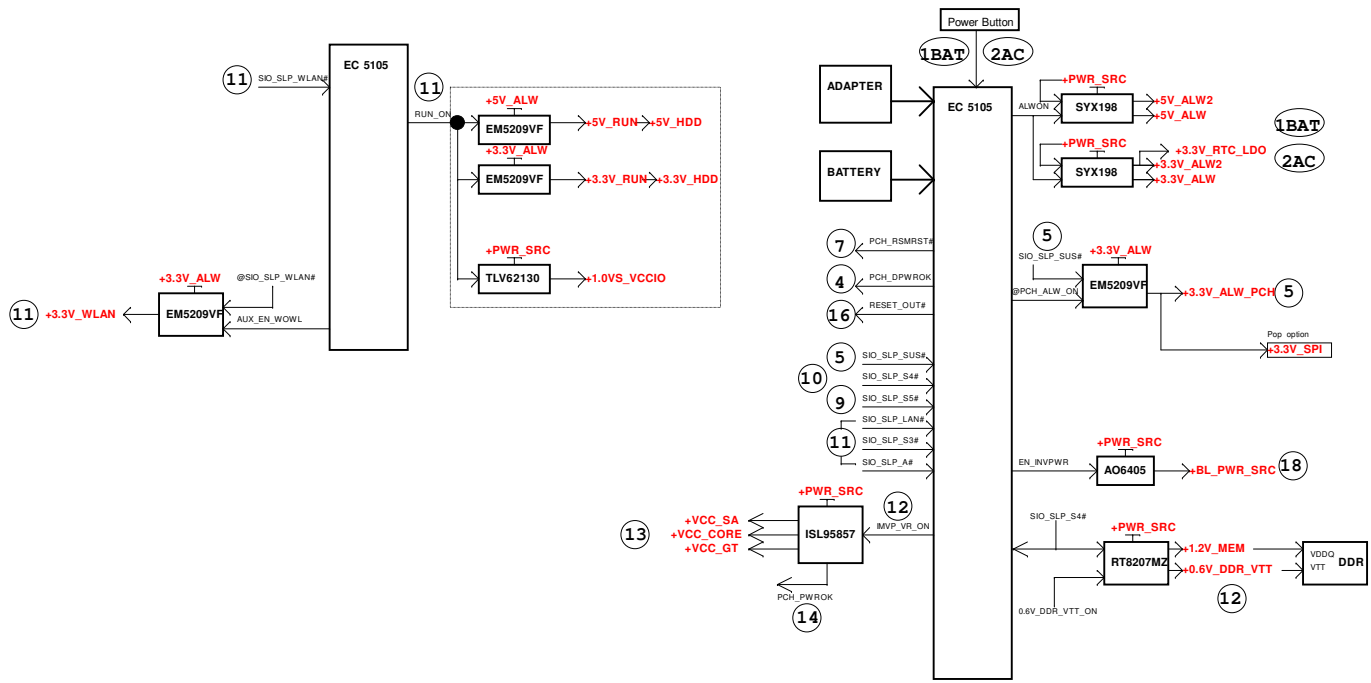 Power Button
1BAT
2AC
EC 5105
11
SIO_SLP_WLAN#
11
RUN_ON
+5V_ALW
EM5209VF
+5V_RUN
+5V_HDD
+3.3V_ALW
EM5209VF
+3.3V_RUN
+3.3V_HDD
+PWR_SRC
TLV62130
+1.0VS_VCCIO
@SIO_SLP_WLAN#
+3.3V_ALW
EM5209VF
11
+3.3V_WLAN
AUX_EN_WOWL
ADAPTER
BATTERY
EC 5105
ALWON
+PWR_SRC
SYX198
+5V_ALW2
+5V_ALW
1BAT
+PWR_SRC
SYX198
+3.3V_RTC_LDO
+3.3V_ALW2
+3.3V_ALW
2AC
7
PCH_RSMRST#
4
PCH_DPWROK
16
RESET_OUT#
5
SIO_SLP_SUS#
+3.3V_ALW
EM5209VF
@PCH_ALW_ON
+3.3V_ALW_PCH
5
Pop option
+3.3V_SPI
5
SIO_SLP_SUS#
10
SIO_SLP_S4#
9
SIO_SLP_S5#
SIO_SLP_LAN#
11
SIO_SLP_S3#
SIO_SLP_A#
EN_INVPWR
+PWR_SRC
AO6405
+BL_PWR_SRC
18
+PWR_SRC
ISL95857
12
IMVP_VR_ON
13
+VCC_SA
+VCC_CORE
+VCC_GT
PCH_PWROK
14
SIO_SLP_S4#
+PWR_SRC
RT8207MZ
+1.2V_MEM
+0.6V_DDR_VTT
0.6V_DDR_VTT_ON
12
VDDQ
VTT
DDR